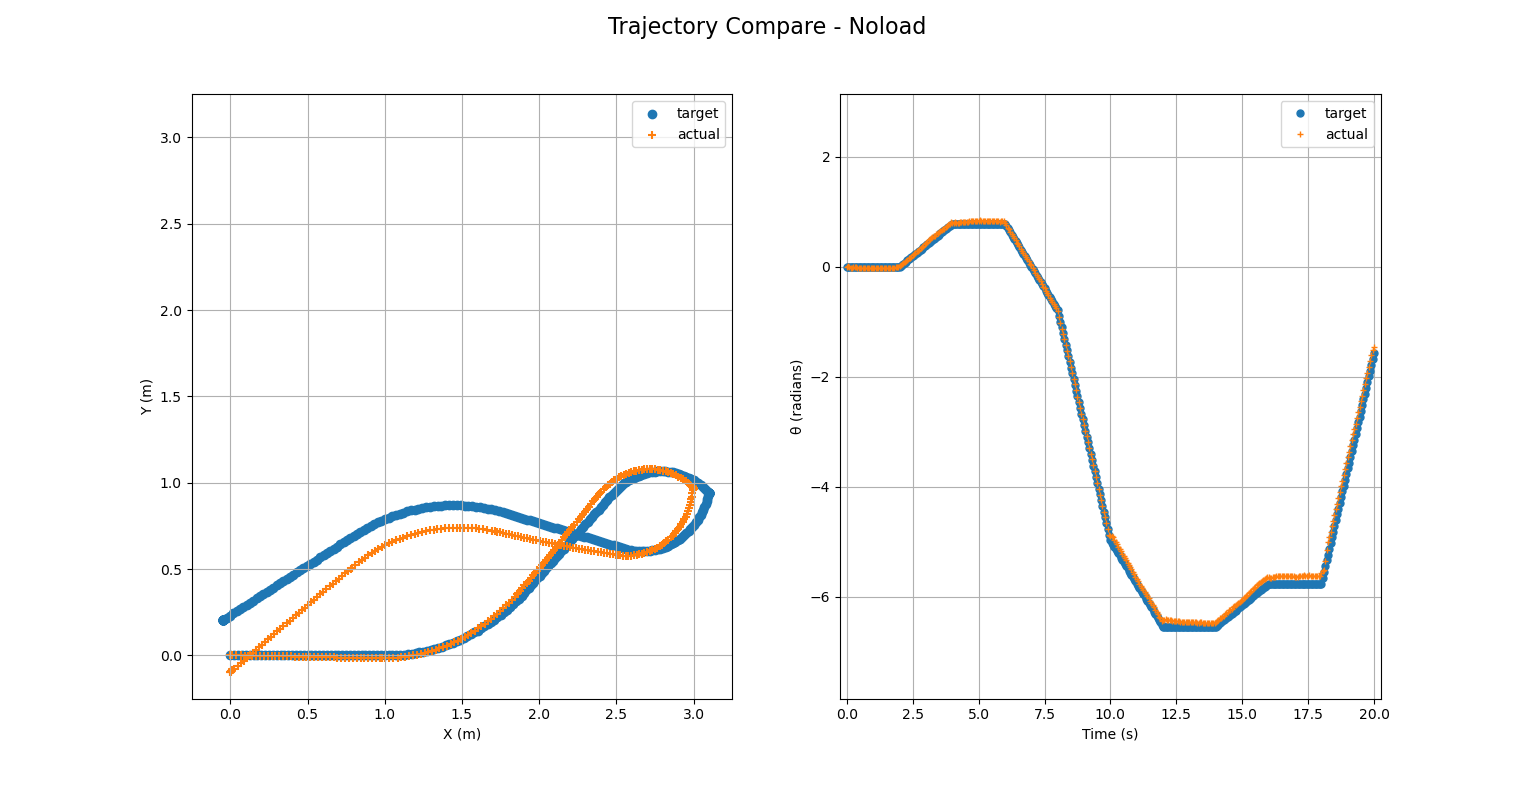 Trajectory Compare - Noload
target
actual
3.0
2.5
2.0
1.5
1.0
0.5
0.0
Y (m)
0.0 0.5 1.0 1.5 2.0 2.5 3.0
X (m)
target
actual
2
0
−2
−4
−6
θ (radians)
0.0 2.5 5.0 7.5 10.0 12.5 15.0 17.5 20.0
Time (s)